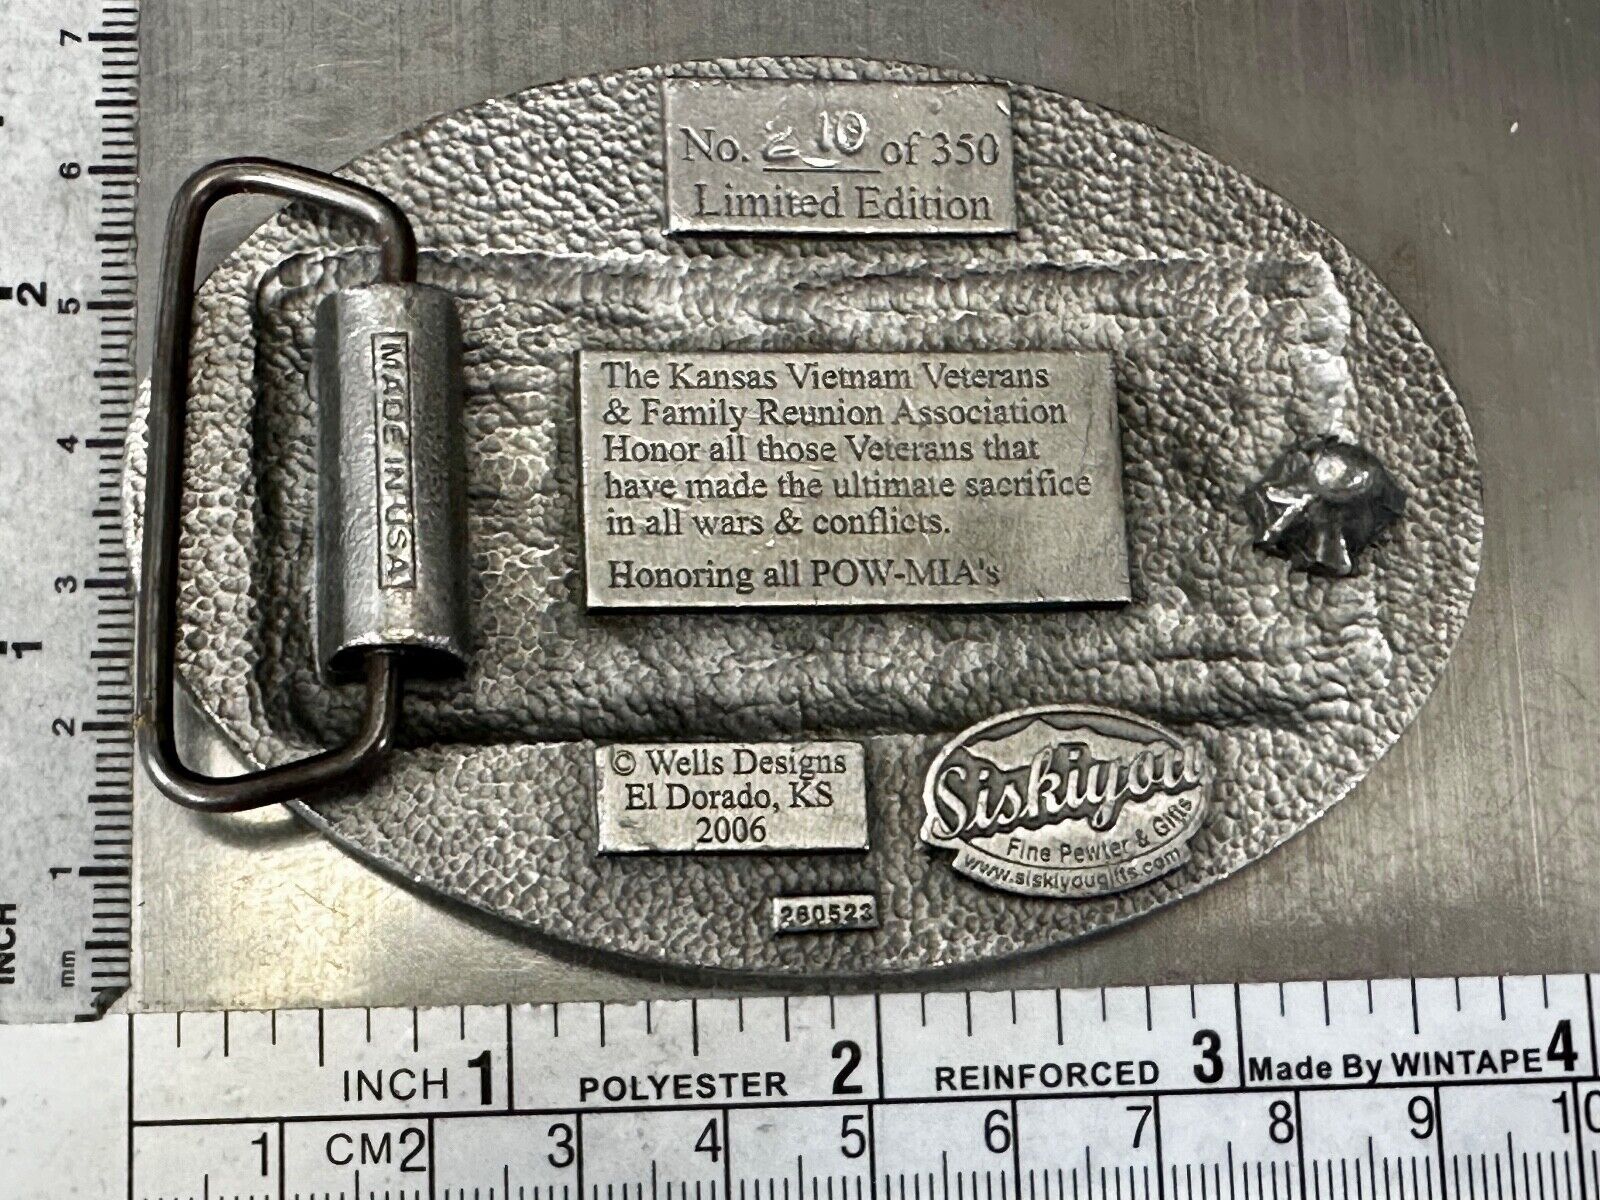 No. 210 of 350
Limited Edition
MADE IN USA
The Kansas Vietnam Veterans
& Family Reunion Association
Honor all those Veterans that
have made the ultimate sacrifice
in all wars & conflicts.
Honoring all POW-MIA's
© Wells Designs
El Dorado, KS
2006
Siskiyou
Fine Pewter & Gifts
www.siskiyougifts.com
260523
7
6
2
5
4
3
1
2
1
INCH
mm
INCH 1 POLYESTER 2 REINFORCED 3 Made By WINTAPE 4
1 CM 2 3 4 5 6 7 8 9 10